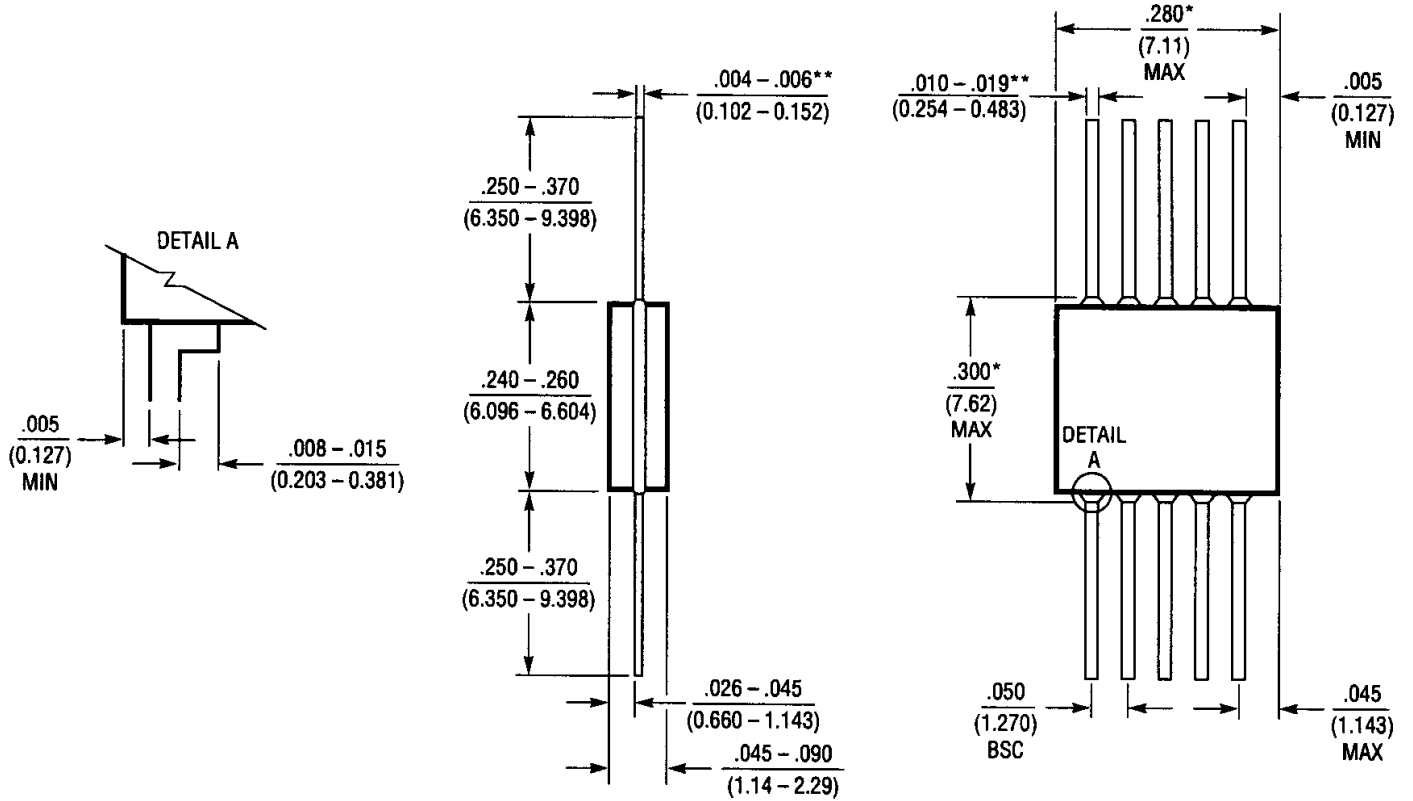 DETAIL A
.005
(0.127)
MIN
.008 – .015
(0.203 – 0.381)
.004 – .006**
(0.102 – 0.152)
.250 – .370
(6.350 – 9.398)
.240 – .260
(6.096 – 6.604)
.250 – .370
(6.350 – 9.398)
.026 – .045
(0.660 – 1.143)
.045 – .090
(1.14 – 2.29)
.280*
(7.11)
MAX
.010 – .019**
(0.254 – 0.483)
.005
(0.127)
MIN
.300*
(7.62)
MAX
DETAIL
A
.050
(1.270)
BSC
.045
(1.143)
MAX